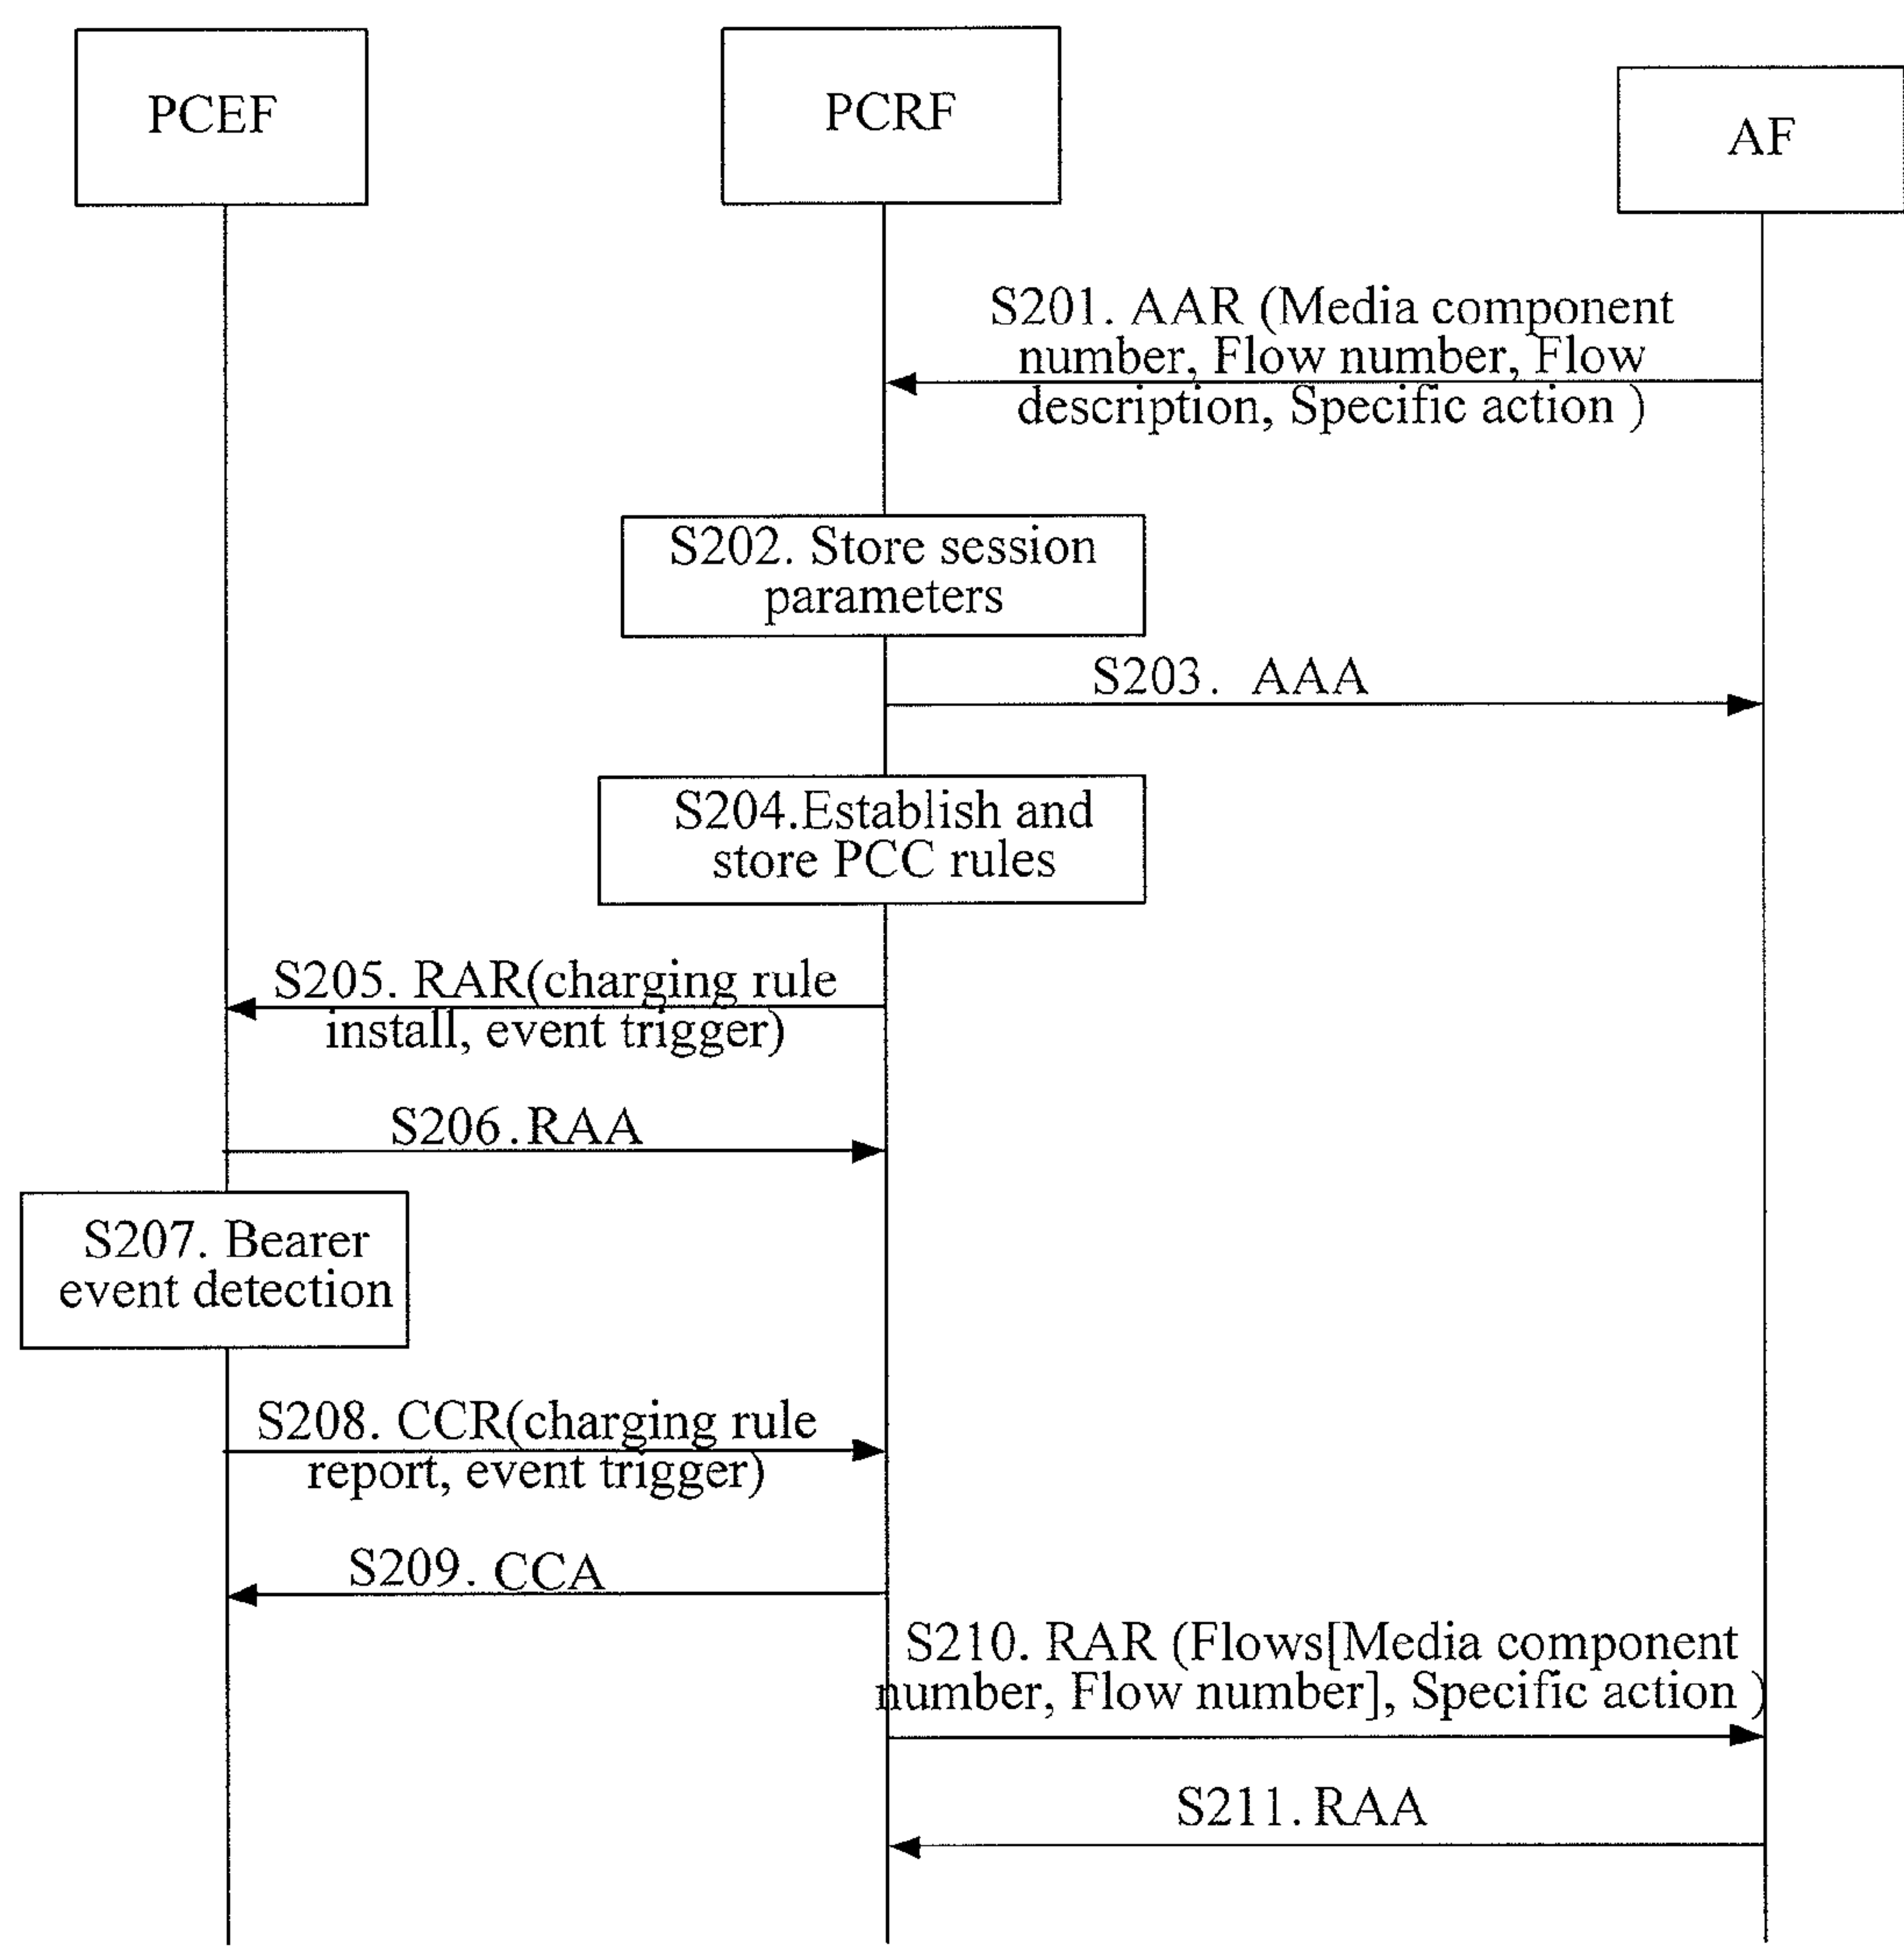 PCEF
PCRF
AF
S201. AAR (Media component
number, Flow number, Flow
description, Specific action )
S202. Store session
parameters
S203. AAA
S204.Establish and
store PCC rules
S205. RAR(charging rule
install, event trigger)
S206. RAA
S207. Bearer
event detection
S208. CCR(charging rule
report, event trigger)
S209. CCA
S210. RAR (Flows[Media component
number, Flow number], Specific action )
S211. RAA